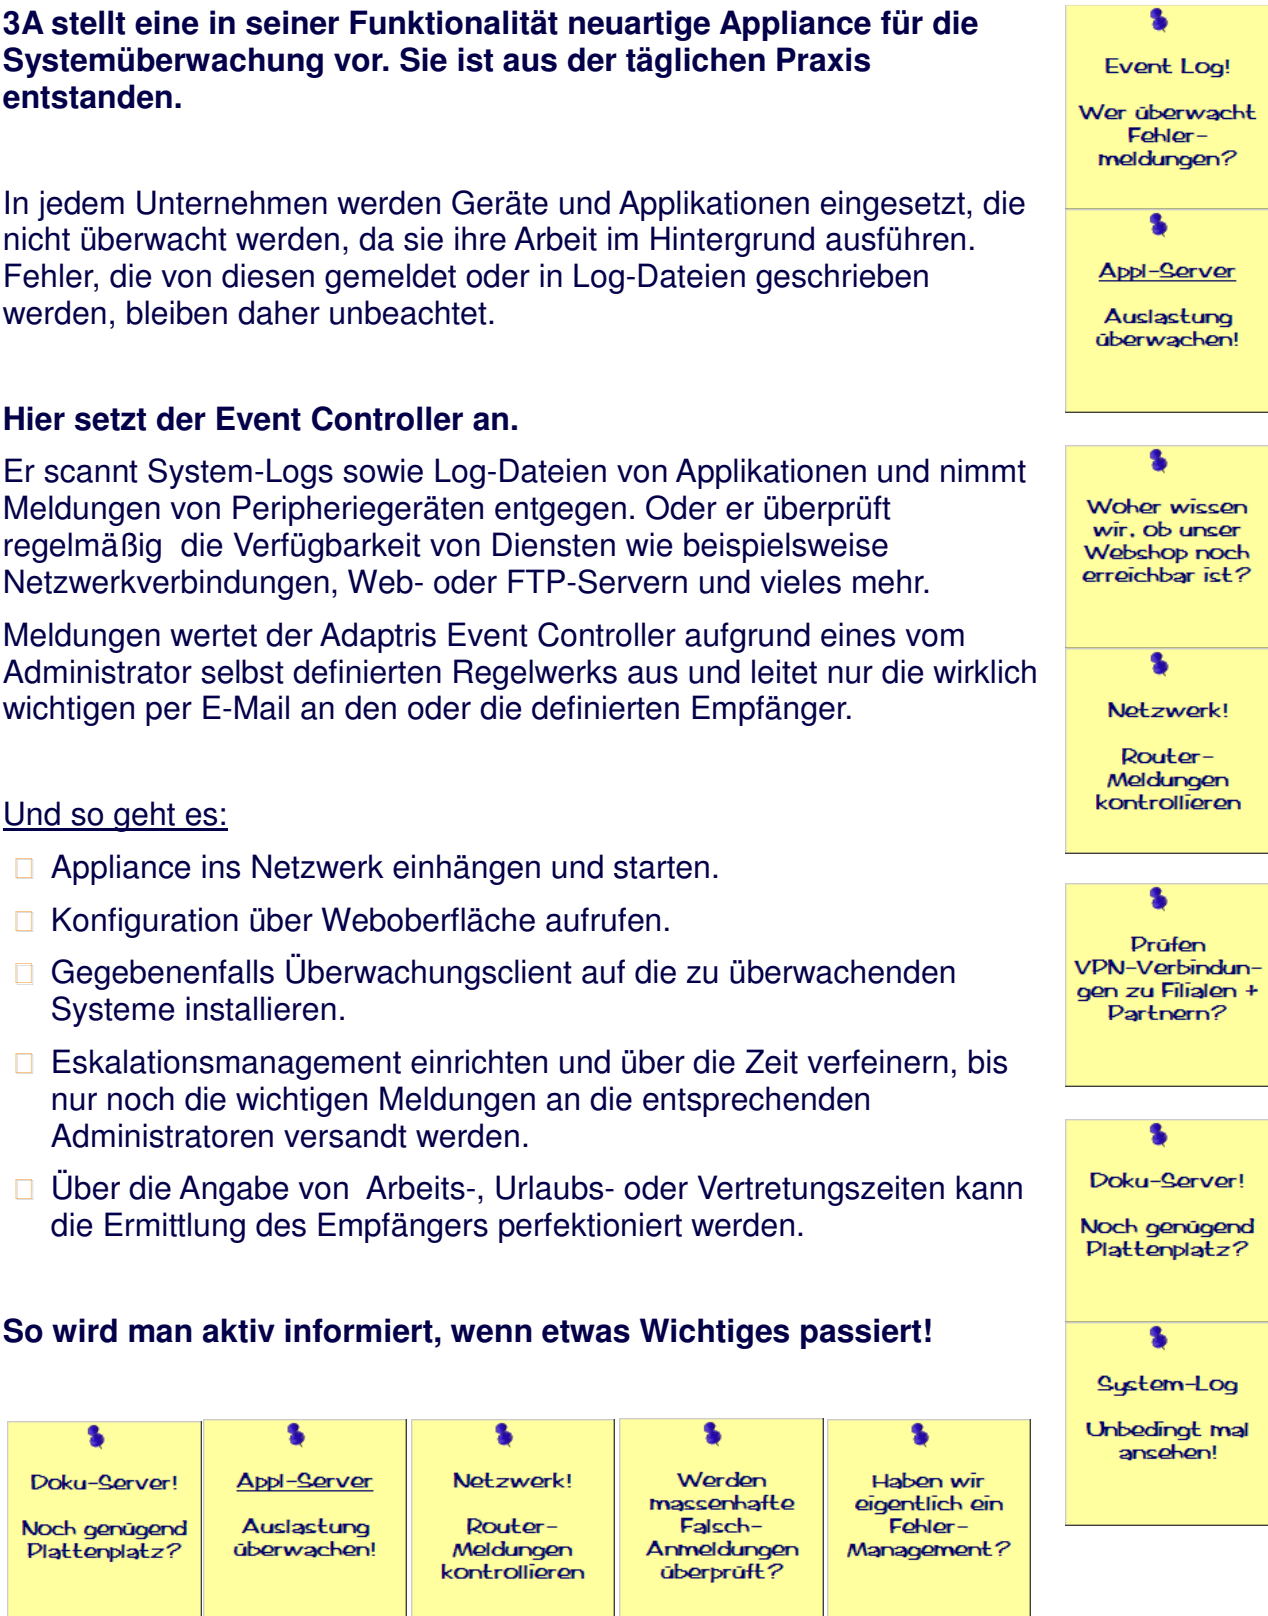 3A stellt eine in seiner Funktionalität neuartige Appliance für die
Systemüberwachung vor. Sie ist aus der täglichen Praxis
entstanden.
In jedem Unternehmen werden Geräte und Applikationen eingesetzt, die
nicht überwacht werden, da sie ihre Arbeit im Hintergrund ausführen.
Fehler, die von diesen gemeldet oder in Log-Dateien geschrieben
werden, bleiben daher unbeachtet.
Hier setzt der Event Controller an.
Er scannt System-Logs sowie Log-Dateien von Applikationen und nimmt
Meldungen von Peripheriegeräten entgegen. Oder er überprüft
regelmäßig die Verfügbarkeit von Diensten wie beispielsweise
Netzwerkverbindungen, Web- oder FTP-Servern und vieles mehr.
Meldungen wertet der Adaptris Event Controller aufgrund eines vom
Administrator selbst definierten Regelwerks aus und leitet nur die wirklich
wichtigen per E-Mail an den oder die definierten Empfänger.
Und so geht es:
Appliance ins Netzwerk einhängen und starten.
Konfiguration über Weboberfläche aufrufen.
Gegebenenfalls Überwachungsclient auf die zu überwachenden
Systeme installieren.
Eskalationsmanagement einrichten und über die Zeit verfeinern, bis
nur noch die wichtigen Meldungen an die entsprechenden
Administratoren versandt werden.
Über die Angabe von Arbeits-, Urlaubs- oder Vertretungszeiten kann
die Ermittlung des Empfängers perfektioniert werden.
So wird man aktiv informiert, wenn etwas Wichtiges passiert!
Event Log!
Wer überwacht
Fehler-
meldungen?
Appl-Server
Auslastung
überwachen!
Woher wissen
wir, ob unser
Webshop noch
erreichbar ist?
Netzwerk!
Router-
Meldungen
kontrollieren
Prüfen
VPN-Verbindun-
gen zu Filialen +
Partnern?
Doku-Server!
Noch genügend
Plattenplatz?
System-Log
Unbedingt mal
ansehen!
Doku-Server!
Noch genügend
Plattenplatz?
Appl-Server
Auslastung
überwachen!
Netzwerk!
Router-
Meldungen
kontrollieren
Werden
massenhafte
Falsch-
Anmeldungen
überprüft?
Haben wir
eigentlich ein
Fehler-
Management?